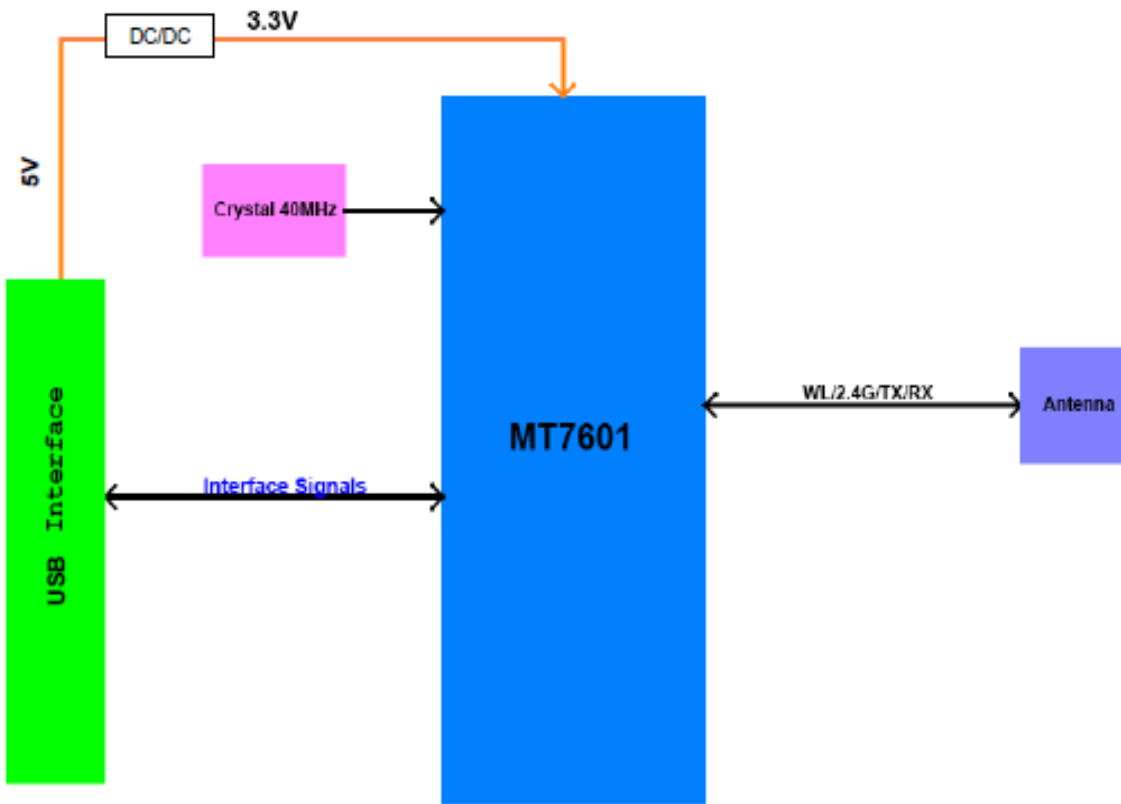 DC/DC
3.3V
5V
Crystal 40MHz
WL/2.4G/TX/RX
Antenna
MT7601
Interface Signals
USB Interface